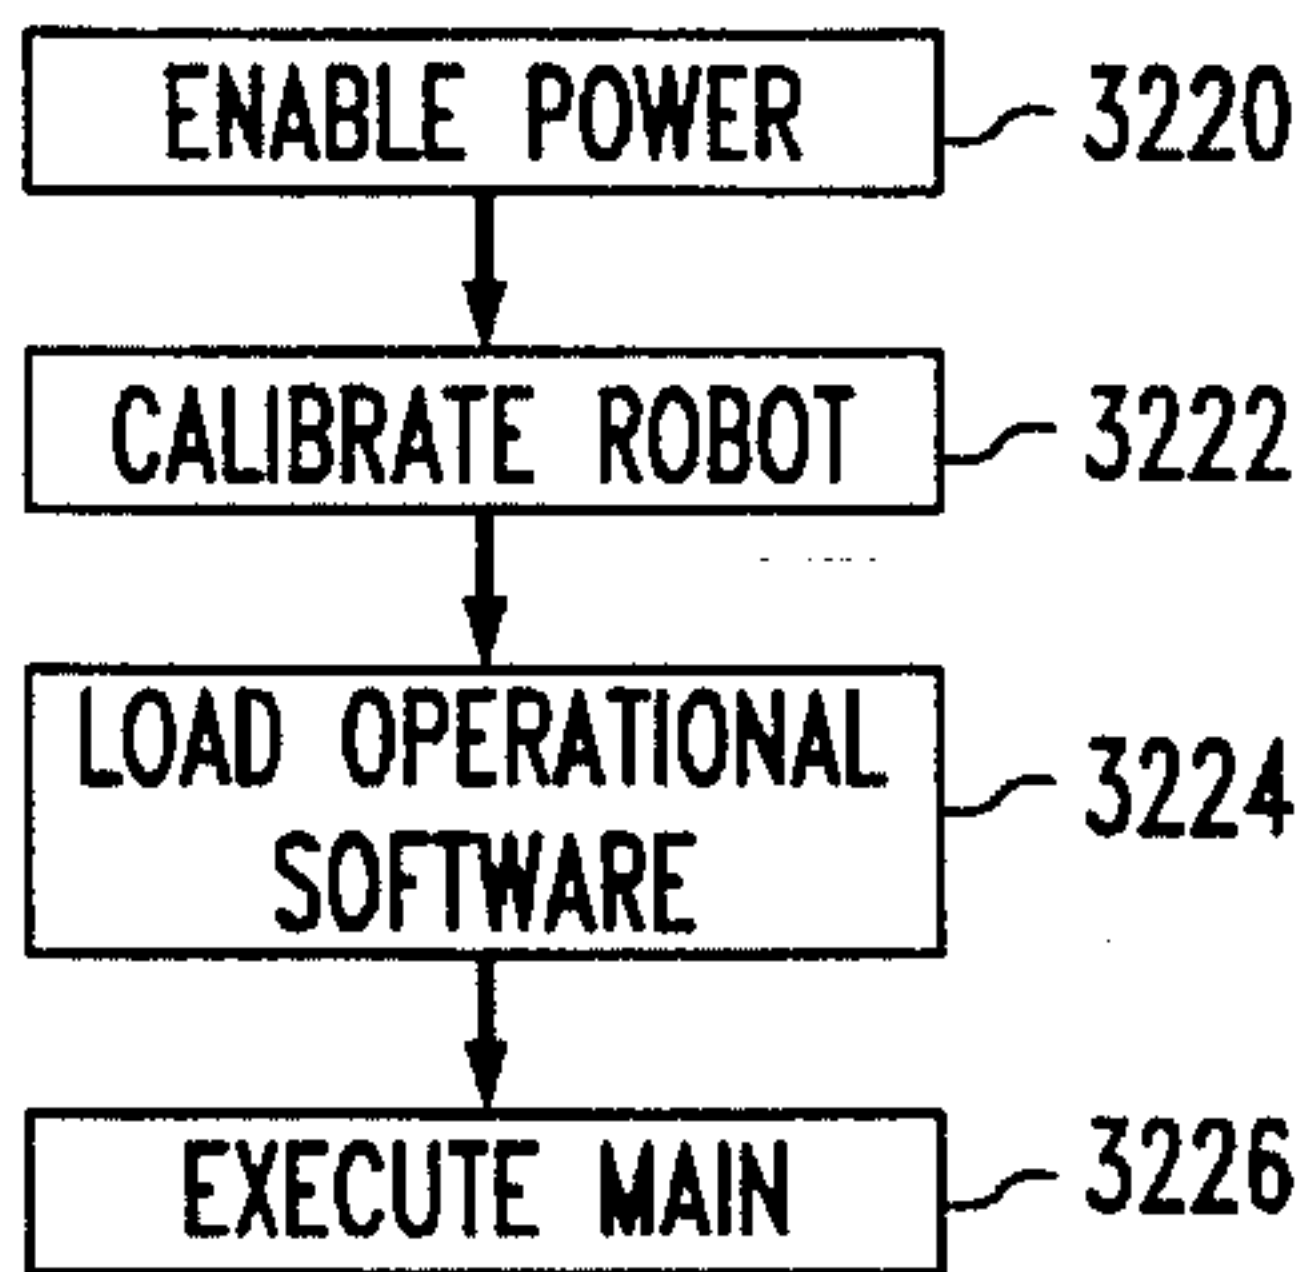 ENABLE POWER
3220
CALIBRATE ROBOT
3222
LOAD OPERATIONAL
SOFTWARE
3224
EXECUTE MAIN
3226